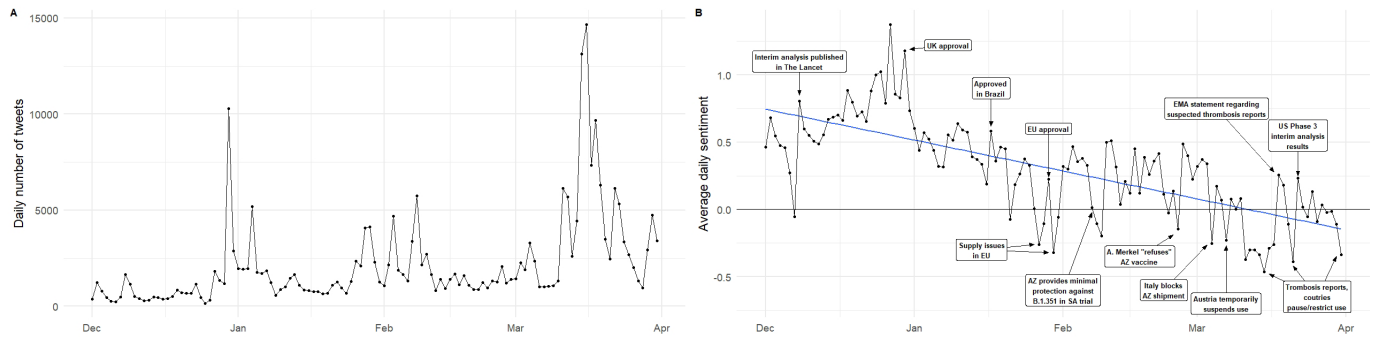 A
Daily number of tweets
15000
10000
5000
0
Dec
Jan
Feb
Mar
Apr
B
Average daily sentiment
1.0
0.5
0.0
-0.5
Dec
Jan
Feb
Mar
Apr
Interim analysis published
in The Lancet
UK approval
Approved
in Brazil
EU approval
EMA statement regarding
suspected thrombosis reports
US Phase 3
interim analysis
results
Supply issues
in EU
AZ provides minimal
protection against
B.1.351 in SA trial
A. Merkel "refuses"
AZ vaccine
Italy blocks
AZ shipment
Austria temporarily
suspends use
Trombosis reports,
coutries
pause/restrict use